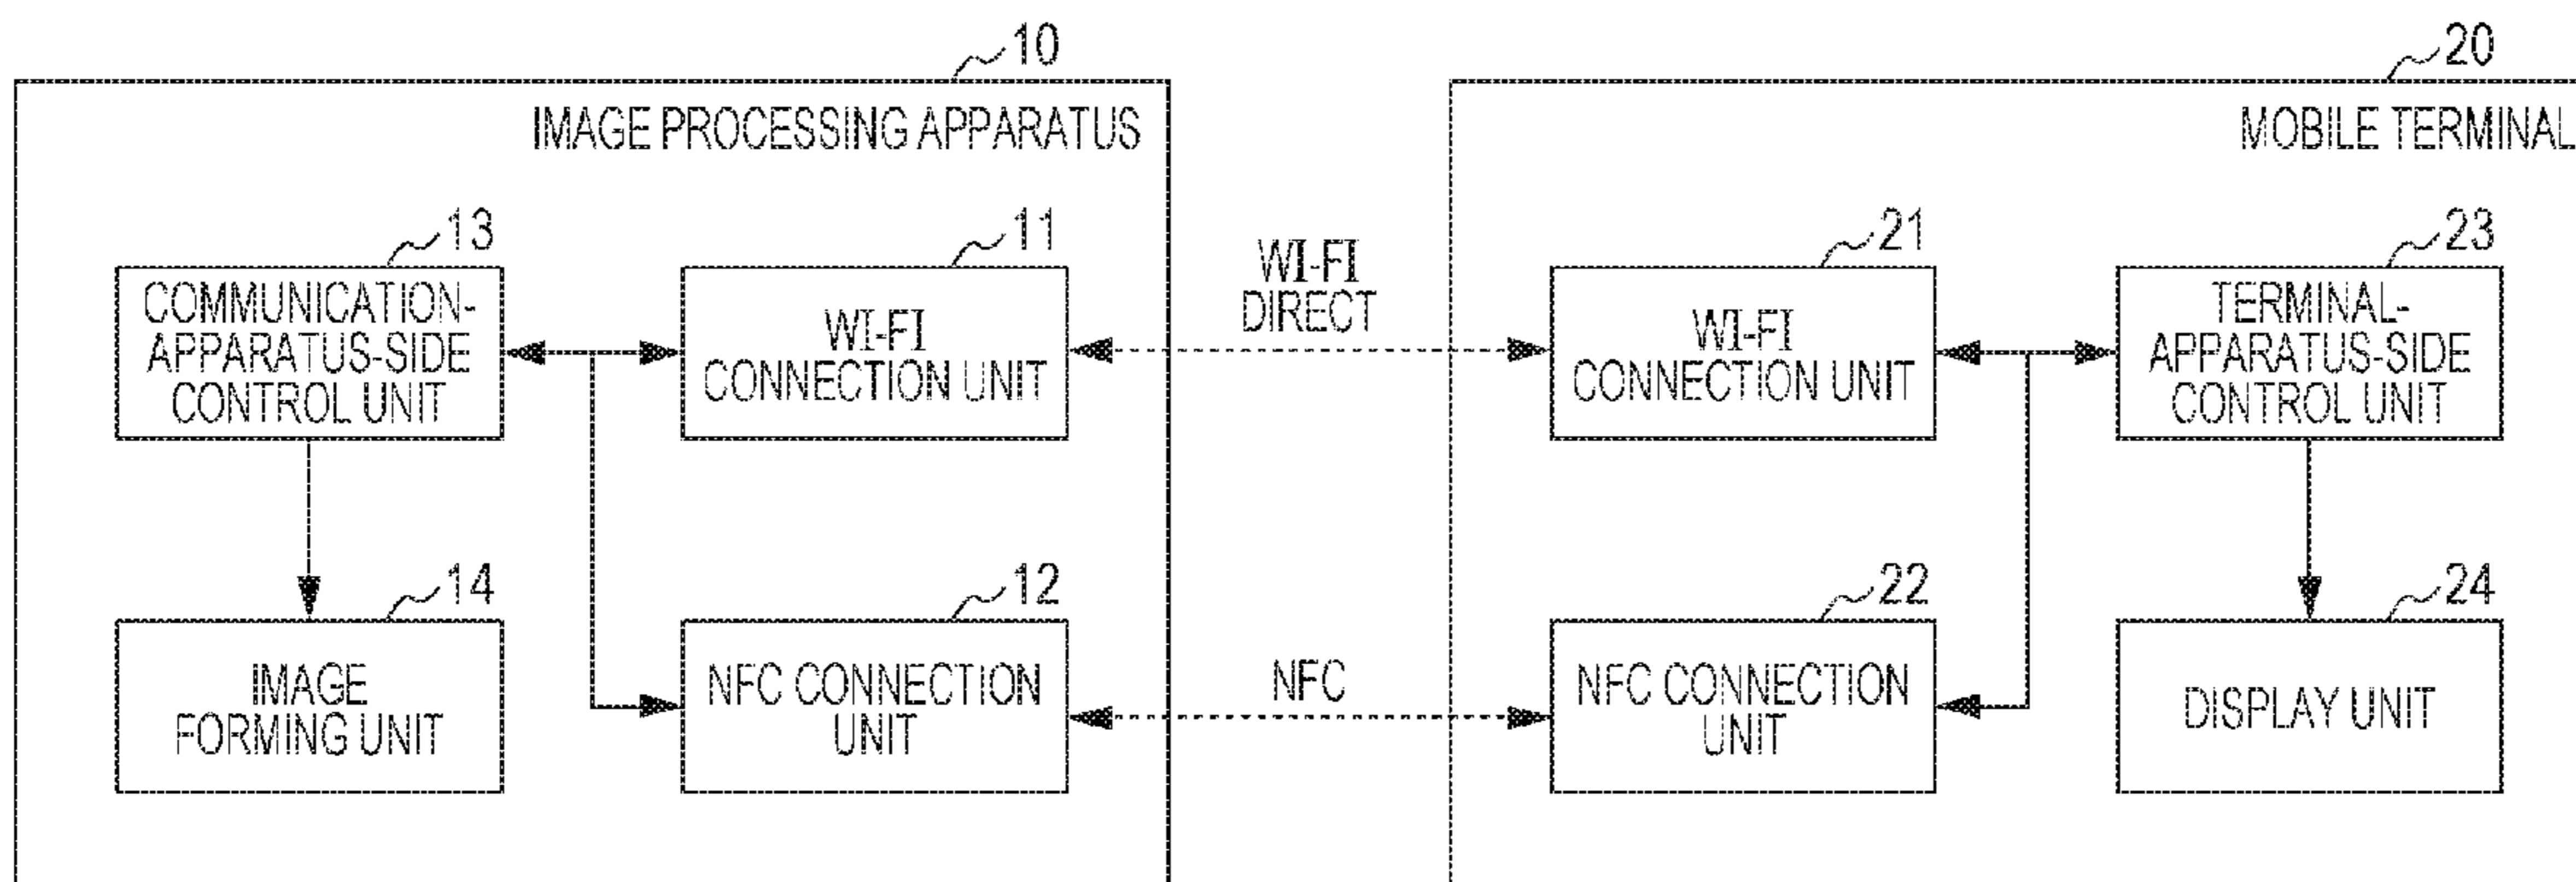 10
IMAGE PROCESSING APPARATUS
13
COMMUNICATION-
APPARATUS-SIDE
CONTROL UNIT
11
WI-FI
CONNECTION UNIT
14
IMAGE
FORMING UNIT
12
NFC CONNECTION
UNIT
WI-FI
DIRECT
NFC
20
MOBILE TERMINAL
21
WI-FI
CONNECTION UNIT
23
TERMINAL-
APPARATUS-SIDE
CONTROL UNIT
22
NFC CONNECTION
UNIT
24
DISPLAY UNIT